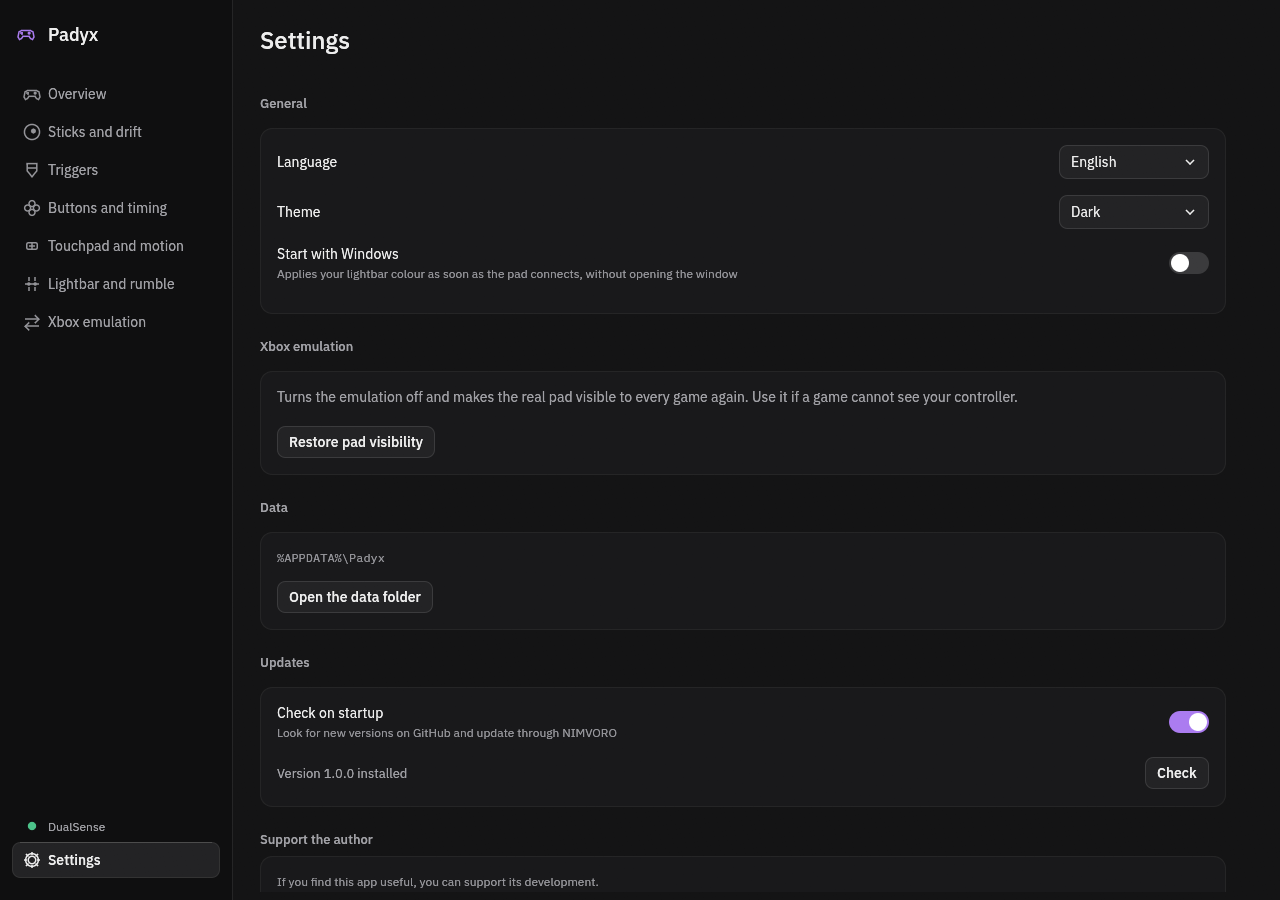 Padyx
Overview
Sticks and drift
Triggers
Buttons and timing
Touchpad and motion
Lightbar and rumble
Xbox emulation
DualSense
Settings
Settings
General
Language
English
Theme
Dark
Start with Windows
Applies your lightbar colour as soon as the pad connects, without opening the window
Xbox emulation
Turns the emulation off and makes the real pad visible to every game again. Use it if a game cannot see your controller.
Restore pad visibility
Data
%APPDATA%\Padyx
Open the data folder
Updates
Check on startup
Look for new versions on GitHub and update through NIMVORO
Version 1.0.0 installed
Check
Support the author
If you find this app useful, you can support its development.